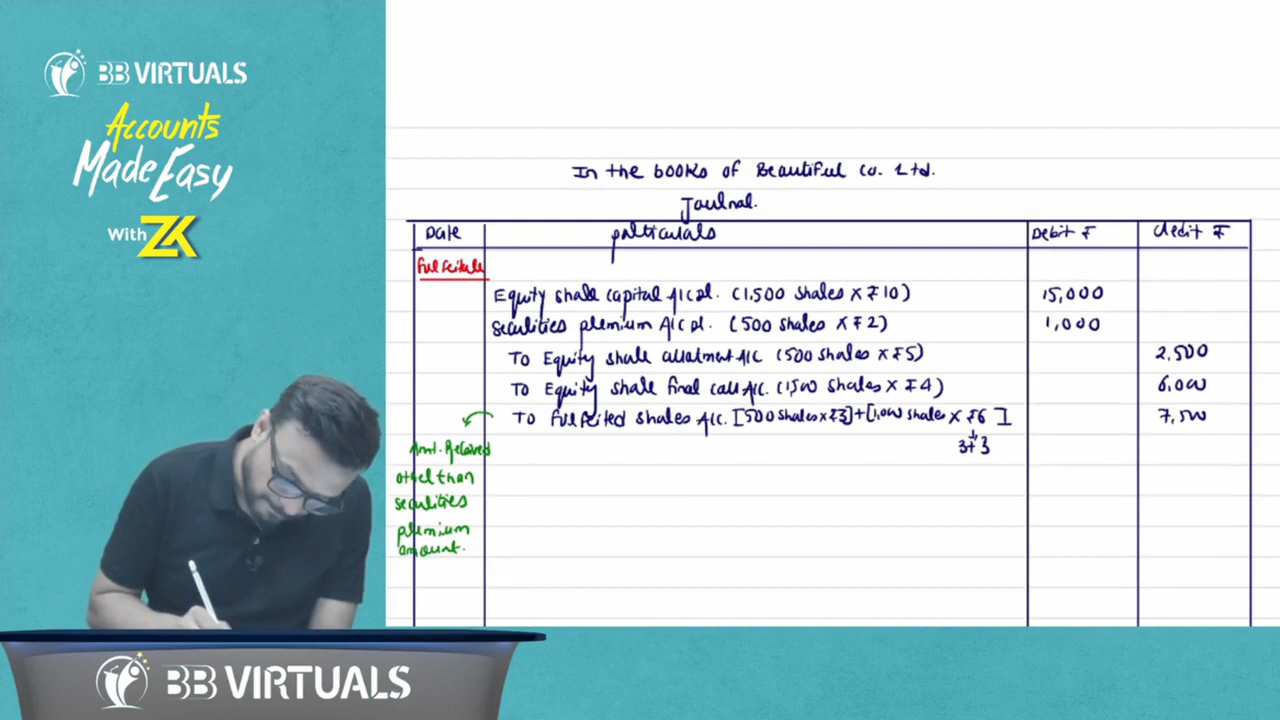 BB VIRTUALS
Accounts
Made Easy
With ZK
In the books of Beautiful Co. Ltd.
Journal.
Date Particulars Debit ₹ Credit ₹
Forfeiture
Equity share capital A/c Dr. (1,500 shares × ₹10) 15,000
Securities premium A/c Dr. (500 shares × ₹2) 1,000
To Equity share allotment A/c (500 shares × ₹5) 2,500
To Equity share final call A/c. (1,500 shares × ₹4) 6,000
To Forfeited shares A/c. [500 shares × ₹3] + [1,000 shares × ₹6] 7,500
3+3
Amt. Received
other than
securities
premium
amount.
BB VIRTUALS